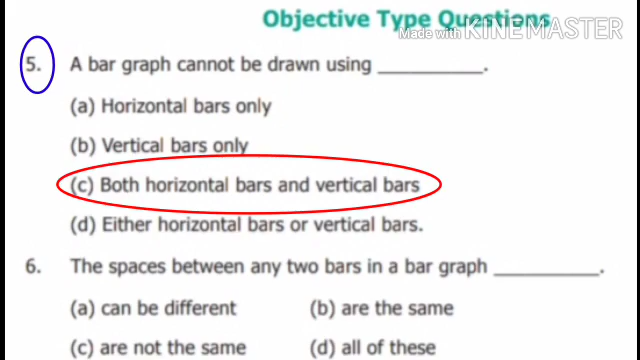 Objective Type Questions
Made with KINEMASTER
5. A bar graph cannot be drawn using __________.
(a) Horizontal bars only
(b) Vertical bars only
(c) Both horizontal bars and vertical bars
(d) Either horizontal bars or vertical bars.
6. The spaces between any two bars in a bar graph __________.
(a) can be different (b) are the same
(c) are not the same (d) all of these